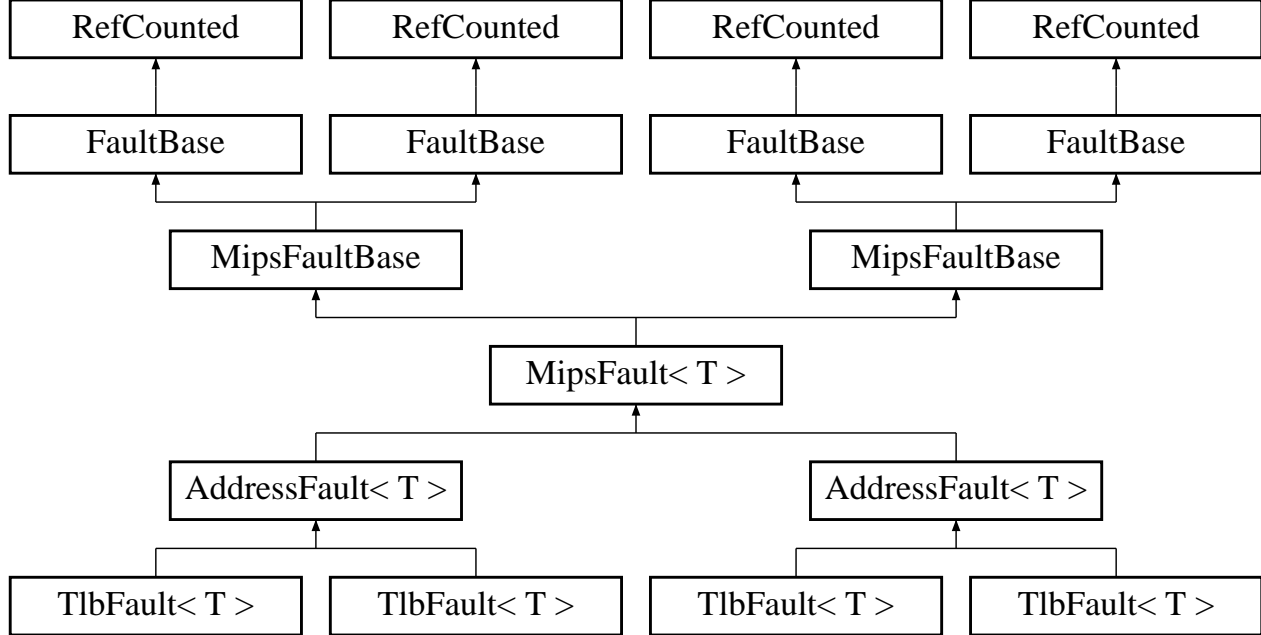 RefCounted RefCounted RefCounted RefCounted
FaultBase FaultBase FaultBase FaultBase
MipsFaultBase MipsFaultBase
MipsFault< T >
AddressFault< T > AddressFault< T >
TlbFault< T > TlbFault< T > TlbFault< T > TlbFault< T >